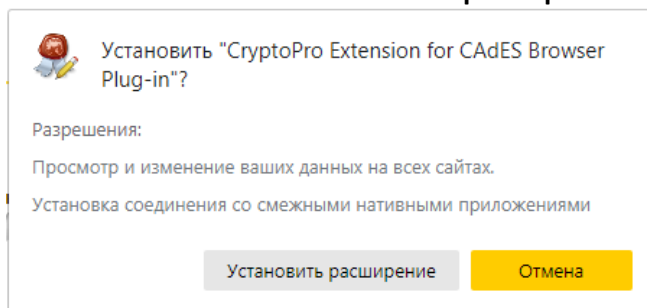 Установить "CryptoPro Extension for CAdES Browser
Plug-in"?
Разрешения:
Просмотр и изменение ваших данных на всех сайтах.
Установка соединения со смежными нативными приложениями
Установить расширение
Отмена